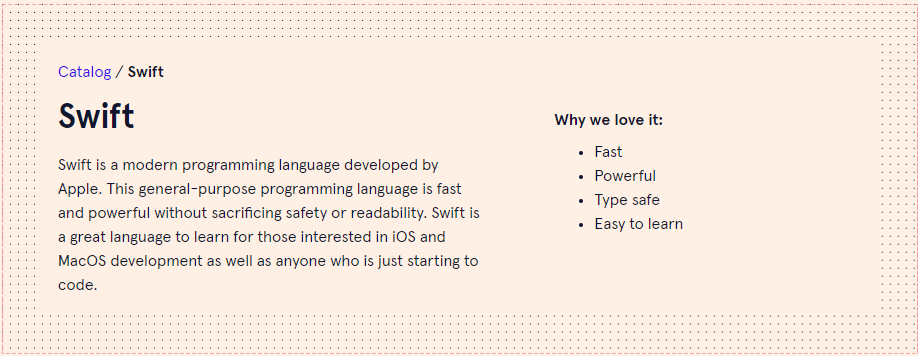 Catalog / Swift
Swift
Swift is a modern programming language developed by
Apple. This general-purpose programming language is fast
and powerful without sacrificing safety or readability. Swift is
a great language to learn for those interested in iOS and
MacOS development as well as anyone who is just starting to
code.
Why we love it:
• Fast
• Powerful
• Type safe
• Easy to learn